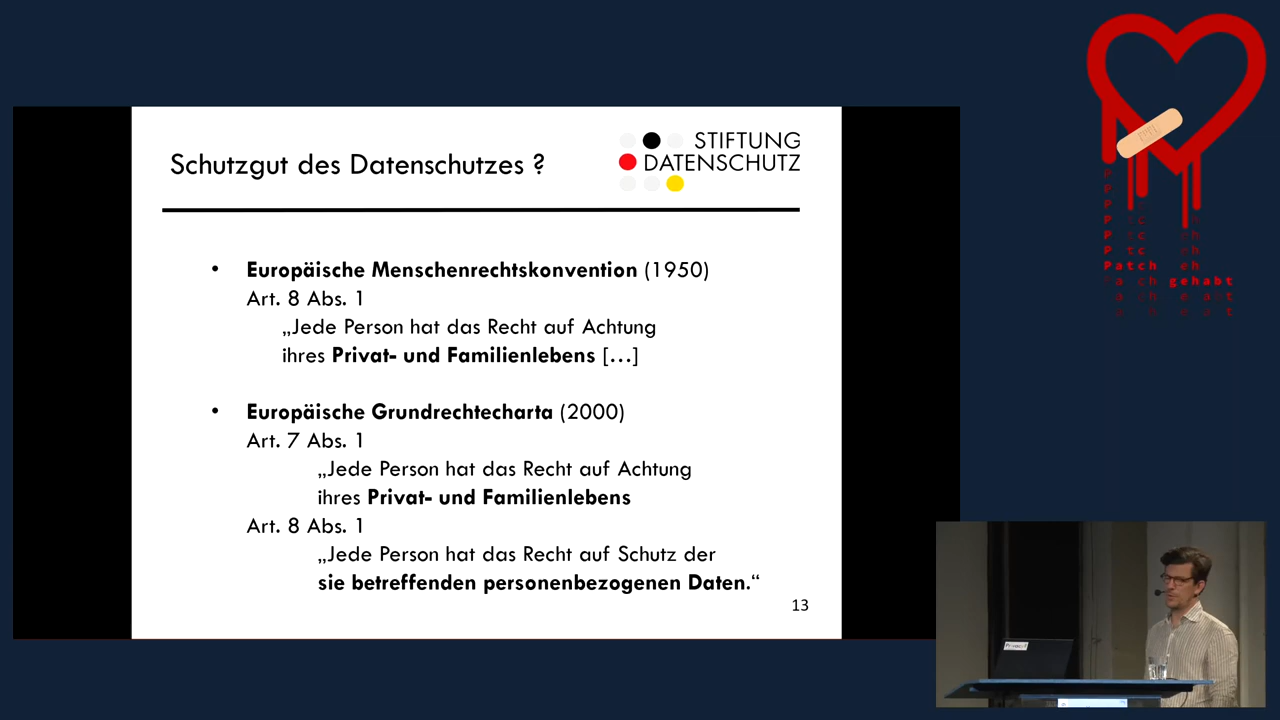 Schutzgut des Datenschutzes ?
STIFTUNG
DATENSCHUTZ
• Europäische Menschenrechtskonvention (1950)
Art. 8 Abs. 1
„Jede Person hat das Recht auf Achtung
ihres Privat- und Familienlebens […]
• Europäische Grundrechtecharta (2000)
Art. 7 Abs. 1
„Jede Person hat das Recht auf Achtung
ihres Privat- und Familienlebens
Art. 8 Abs. 1
„Jede Person hat das Recht auf Schutz der
sie betreffenden personenbezogenen Daten.“
13
Patch eh
gehabt